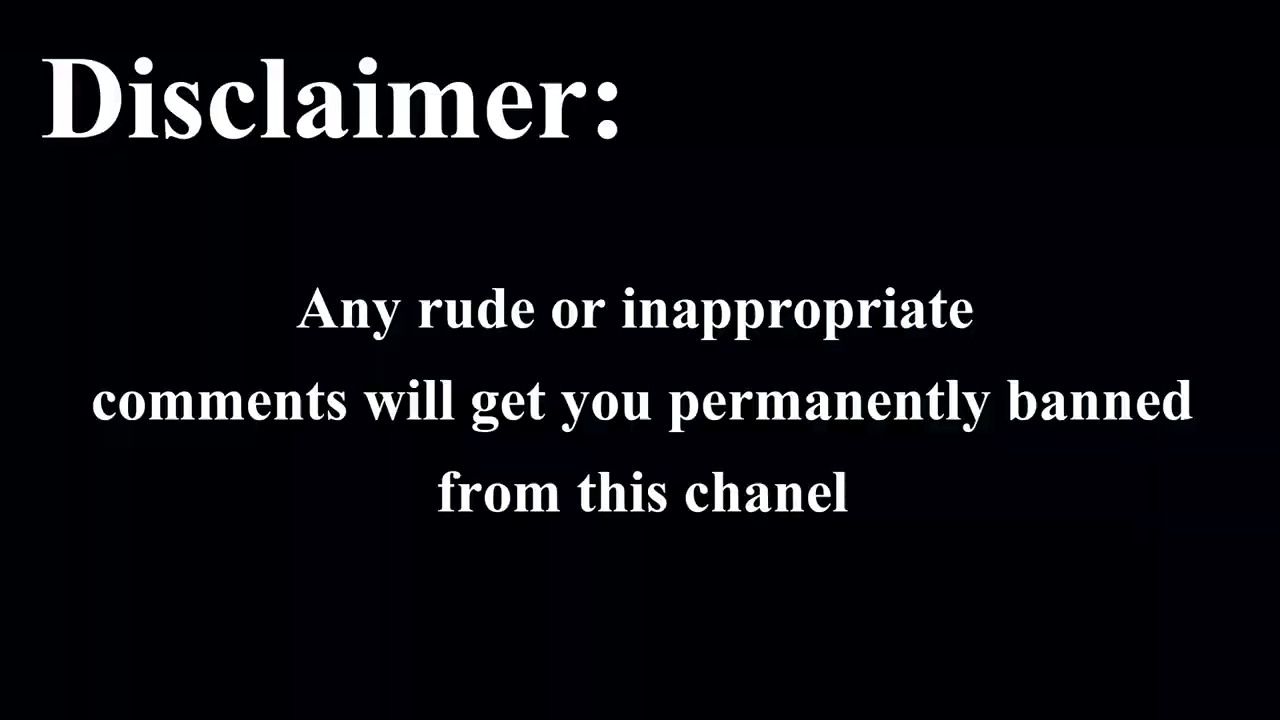 Disclaimer:
Any rude or inappropriate
comments will get you permanently banned
from this chanel